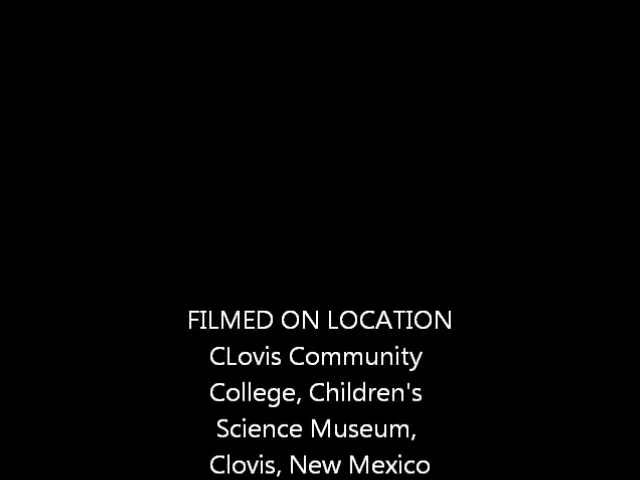 FILMED ON LOCATION
CLovis Community
College, Children's
Science Museum,
Clovis, New Mexico